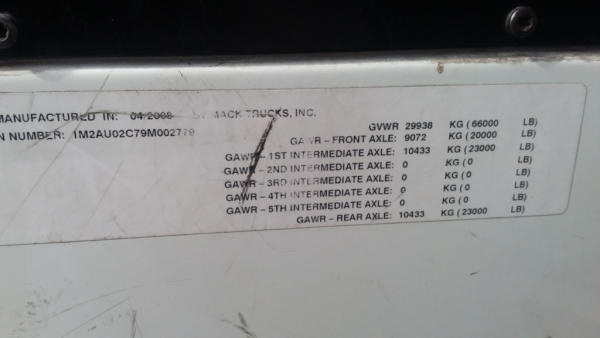 MANUFACTURED IN: 04/2008 BY MACK TRUCKS, INC.
N NUMBER: 1M2AU02C79M002779
GVWR 29938 KG ( 66000 LB)
GAWR - FRONT AXLE: 9072 KG ( 20000 LB)
GAWR - 1ST INTERMEDIATE AXLE: 10433 KG ( 23000 LB)
GAWR - 2ND INTERMEDIATE AXLE: 0 KG ( 0 LB)
GAWR - 3RD INTERMEDIATE AXLE: 0 KG ( 0 LB)
GAWR - 4TH INTERMEDIATE AXLE: 0 KG ( 0 LB)
GAWR - 5TH INTERMEDIATE AXLE: 0 KG ( 0 LB)
GAWR - REAR AXLE: 10433 KG ( 23000 LB)